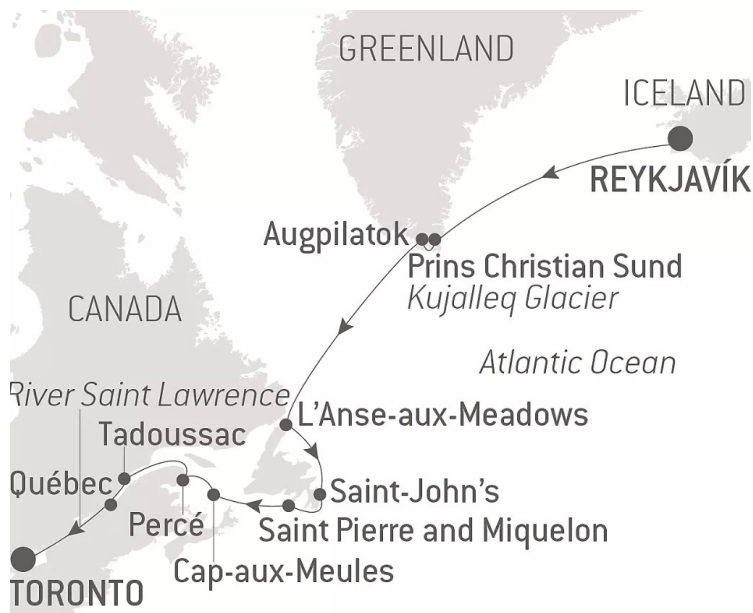 GREENLAND
ICELAND
REYKJAVÍK
Augpilatok
Prins Christian Sund
Kujalleq Glacier
CANADA
Atlantic Ocean
River Saint Lawrence
L'Anse-aux-Meadows
Tadoussac
Québec
Saint-John's
Percé
Saint Pierre and Miquelon
Cap-aux-Meules
TORONTO